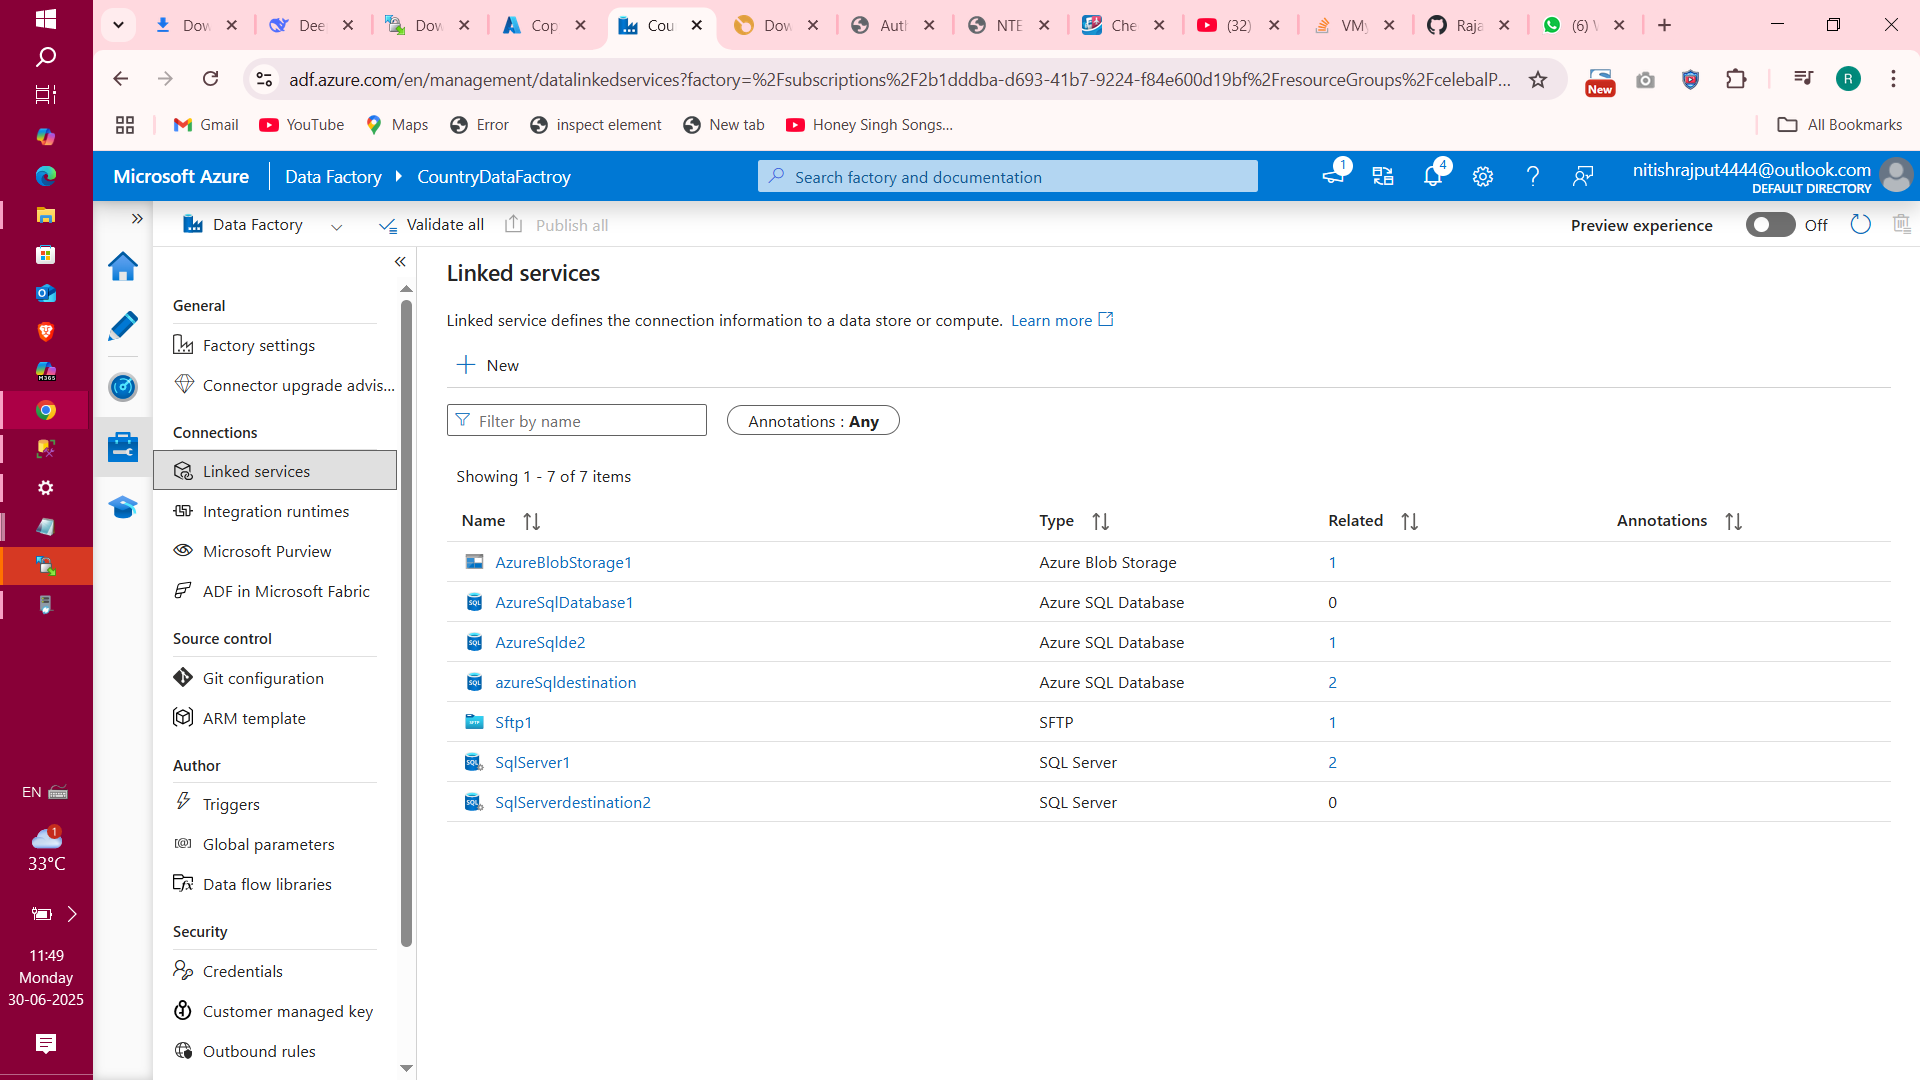 Dow
Dee
Dow
Cop
Cou
Dow
Aut
NTE
Che
(32)
VMy
Raja
(6) W
adf.azure.com/en/management/datalinkedservices?factory=%2Fsubscriptions%2F2b1dddba-d693-41b7-9224-f84e600d19bf%2FresourceGroups%2FcelebalP...
New
R
Gmail
YouTube
Maps
Error
inspect element
New tab
Honey Singh Songs...
All Bookmarks
Microsoft Azure
Data Factory
CountryDataFactroy
Search factory and documentation
1
4
nitishrajput4444@outlook.com
DEFAULT DIRECTORY
Data Factory
Validate all
Publish all
Preview experience
Off
General
Factory settings
Connector upgrade advis...
Connections
Linked services
Integration runtimes
Microsoft Purview
ADF in Microsoft Fabric
Source control
Git configuration
ARM template
Author
Triggers
Global parameters
Data flow libraries
Security
Credentials
Customer managed key
Outbound rules
Linked services
Linked service defines the connection information to a data store or compute. Learn more
New
Filter by name
Annotations : Any
Showing 1 - 7 of 7 items
Name Type Related Annotations
AzureBlobStorage1 Azure Blob Storage 1
AzureSqlDatabase1 Azure SQL Database 0
AzureSqlde2 Azure SQL Database 1
azureSqldestination Azure SQL Database 2
Sftp1 SFTP 1
SqlServer1 SQL Server 2
SqlServerdestination2 SQL Server 0
M365
EN
1
33°C
11:49
Monday
30-06-2025